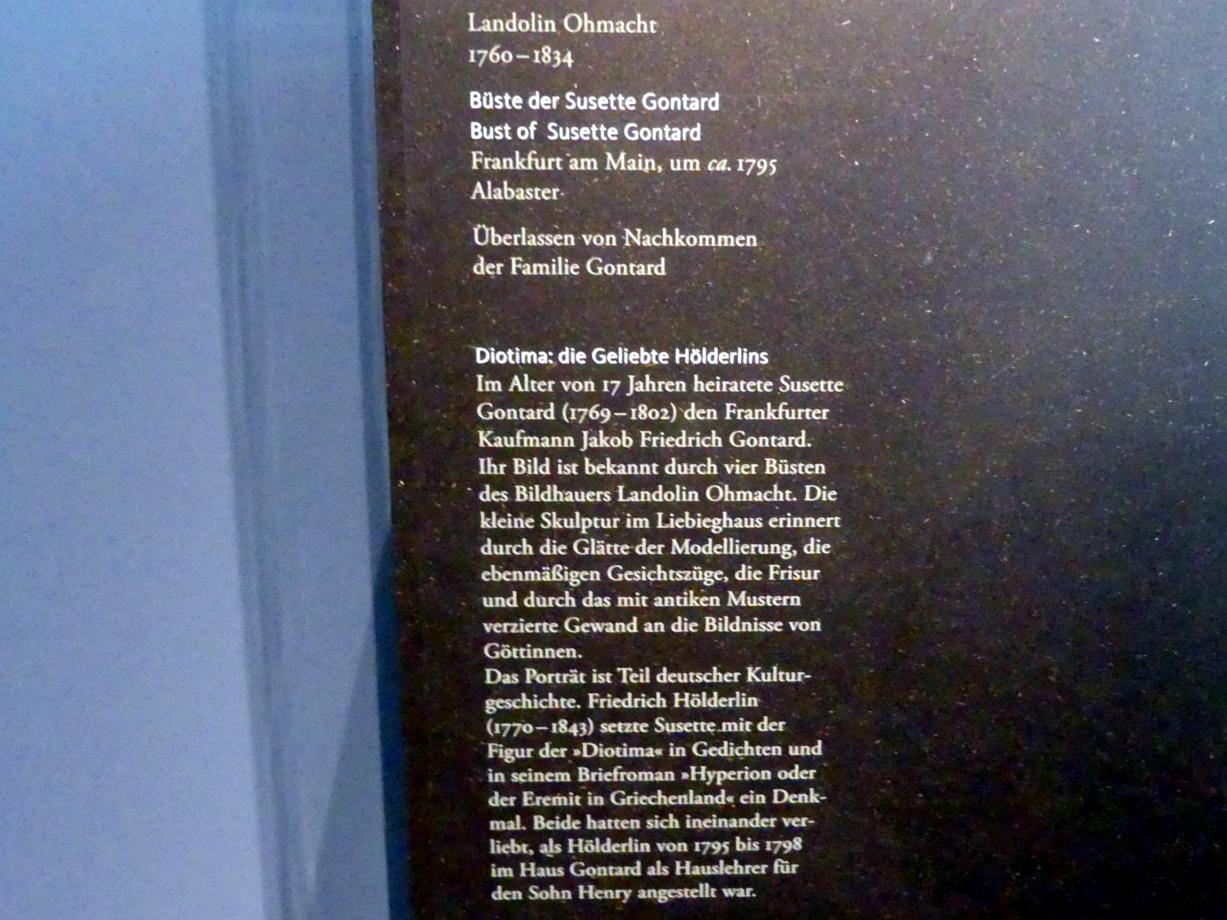 Landolin Ohmacht
1760–1834
Büste der Susette Gontard
Bust of Susette Gontard
Frankfurt am Main, um ca. 1795
Alabaster
Überlassen von Nachkommen
der Familie Gontard
Diotima: die Geliebte Hölderlins
Im Alter von 17 Jahren heiratete Susette
Gontard (1769–1802) den Frankfurter
Kaufmann Jakob Friedrich Gontard.
Ihr Bild ist bekannt durch vier Büsten
des Bildhauers Landolin Ohmacht. Die
kleine Skulptur im Liebieghaus erinnert
durch die Glätte der Modellierung, die
ebenmäßigen Gesichtszüge, die Frisur
und durch das mit antiken Mustern
verzierte Gewand an die Bildnisse von
Göttinnen.
Das Porträt ist Teil deutscher Kultur-
geschichte. Friedrich Hölderlin
(1770–1843) setzte Susette mit der
Figur der »Diotima« in Gedichten und
in seinem Briefroman »Hyperion oder
der Eremit in Griechenland« ein Denk-
mal. Beide hatten sich ineinander ver-
liebt, als Hölderlin von 1795 bis 1798
im Haus Gontard als Hauslehrer für
den Sohn Henry angestellt war.